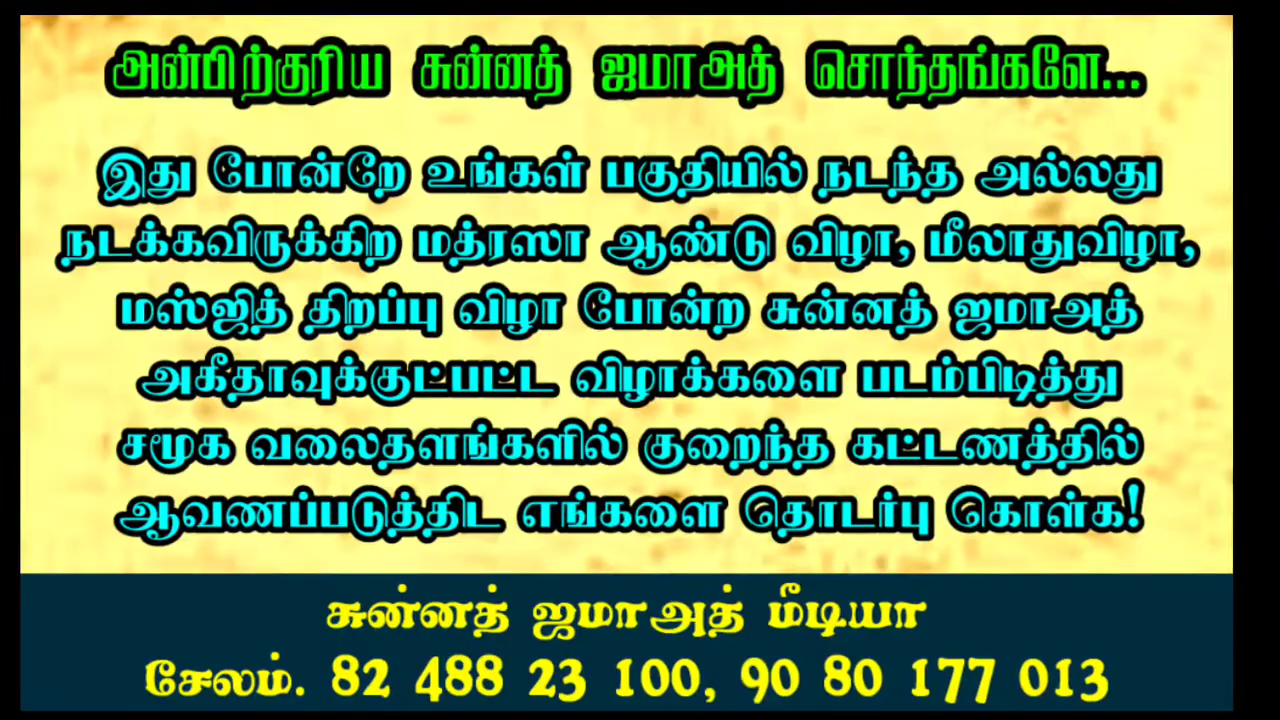 அன்பிற்குரிய சுன்னத் ஜமாஅத் சொந்தங்களே...
இது போன்றே உங்கள் பகுதியில் நடந்த அல்லது
நடக்கவிருக்கிற மத்ரஸா ஆண்டு விழா, மீலாதுவிழா,
மஸ்ஜித் திறப்பு விழா போன்ற சுன்னத் ஜமாஅத்
அகீதாவுக்குட்பட்ட விழாக்களை படம்பிடித்து
சமூக வலைதளங்களில் குறைந்த கட்டணத்தில்
ஆவணப்படுத்திட எங்களை தொடர்பு கொள்க!
சுன்னத் ஜமாஅத் மீடியா
சேலம். 82 488 23 100, 90 80 177 013